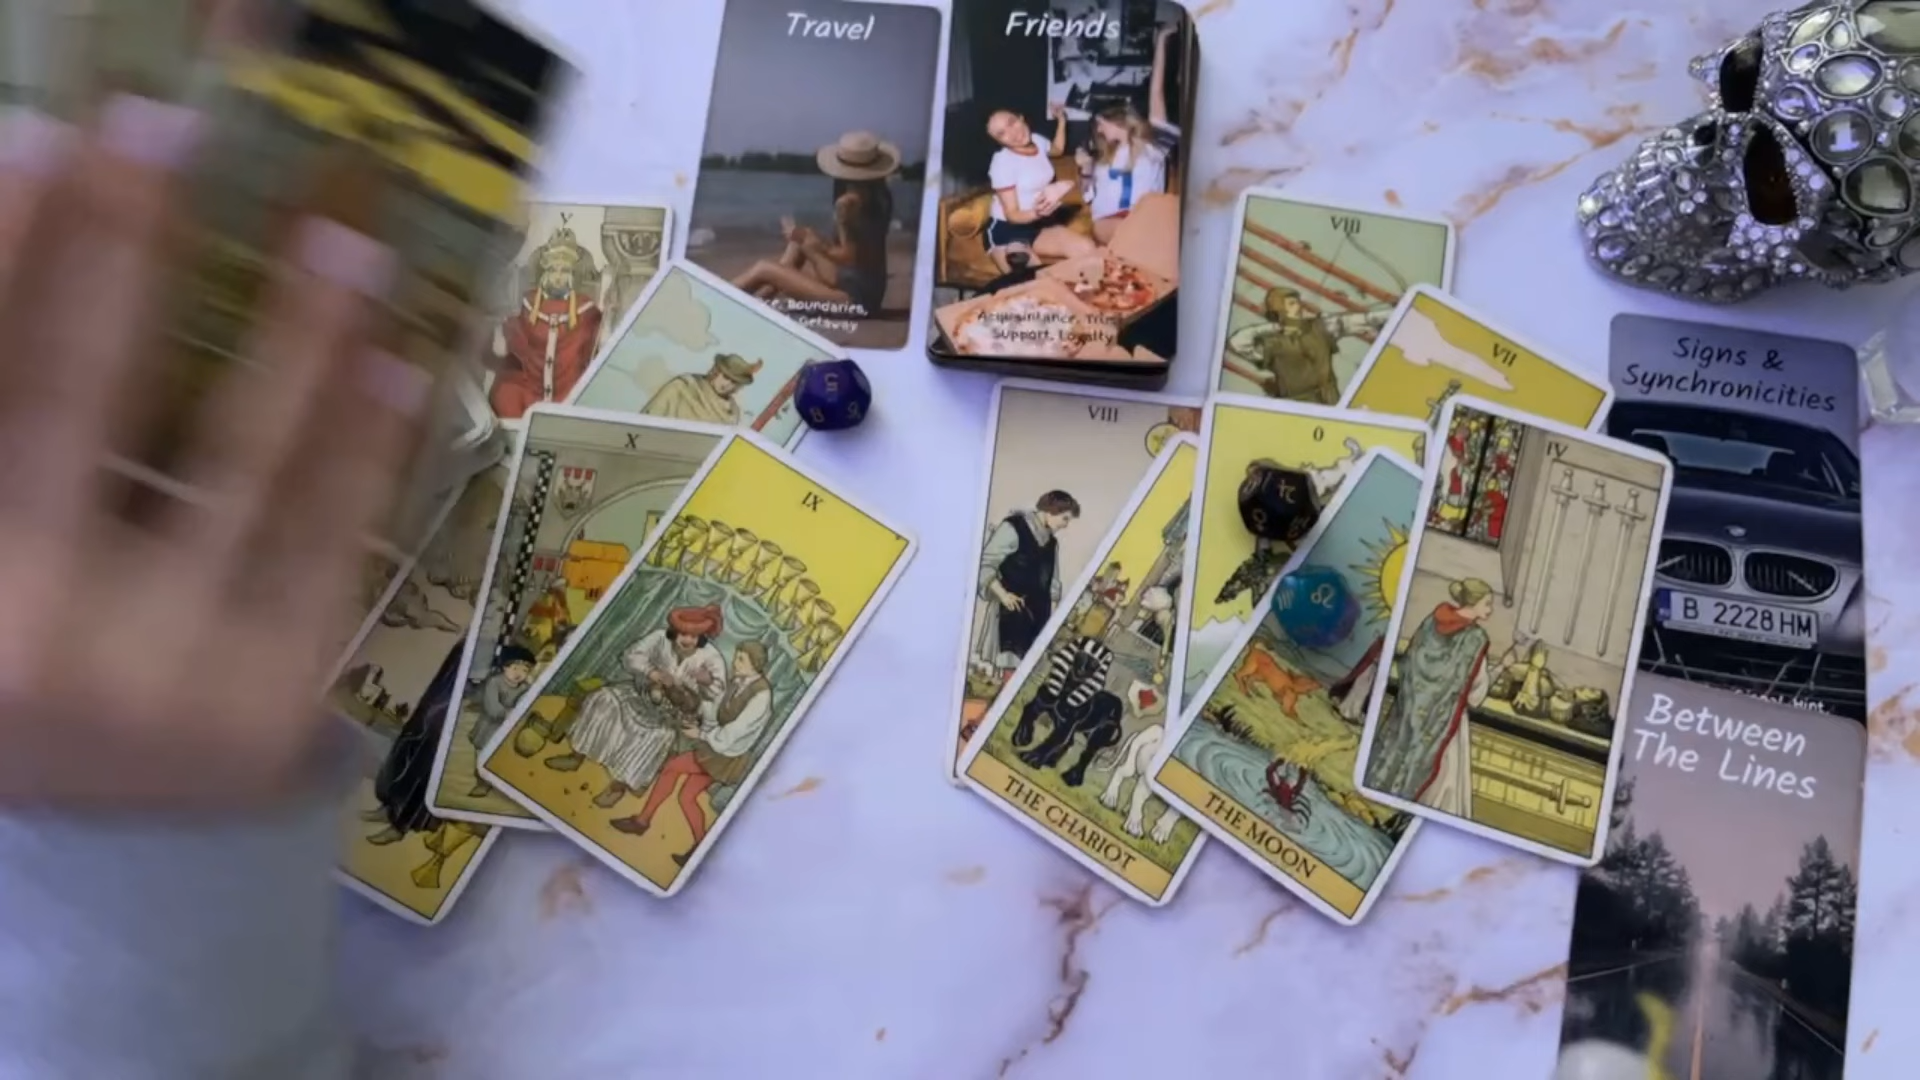 Travel
Boundaries,
Getaway
Friends
Acquaintance, Trust
Support, Loyalty
V
VIII
VII
Signs &
Synchronicities
B 2228 HM
Hint,
X
IX
VIII
THE CHARIOT
0
THE MOON
IV
Between
The Lines